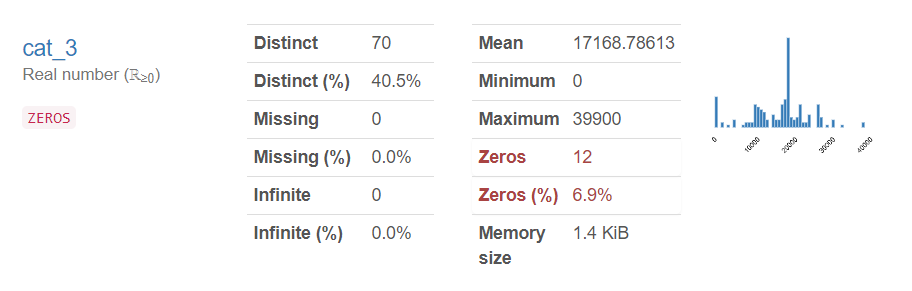 cat_3
Real number (ℝ≥0)
ZEROS
Distinct 70
Distinct (%) 40.5%
Missing 0
Missing (%) 0.0%
Infinite 0
Infinite (%) 0.0%
Mean 17168.78613
Minimum 0
Maximum 39900
Zeros 12
Zeros (%) 6.9%
Memory
size 1.4 KiB
0 10000 20000 30000 40000